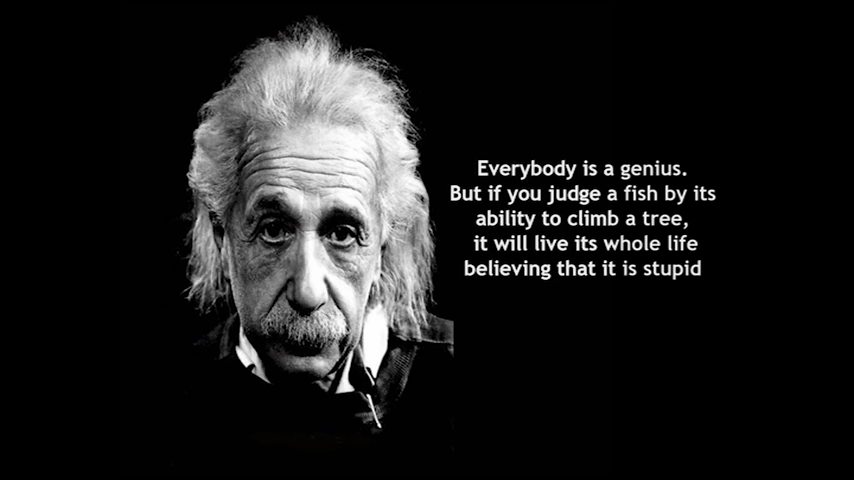 Everybody is a genius.
But if you judge a fish by its
ability to climb a tree,
it will live its whole life
believing that it is stupid